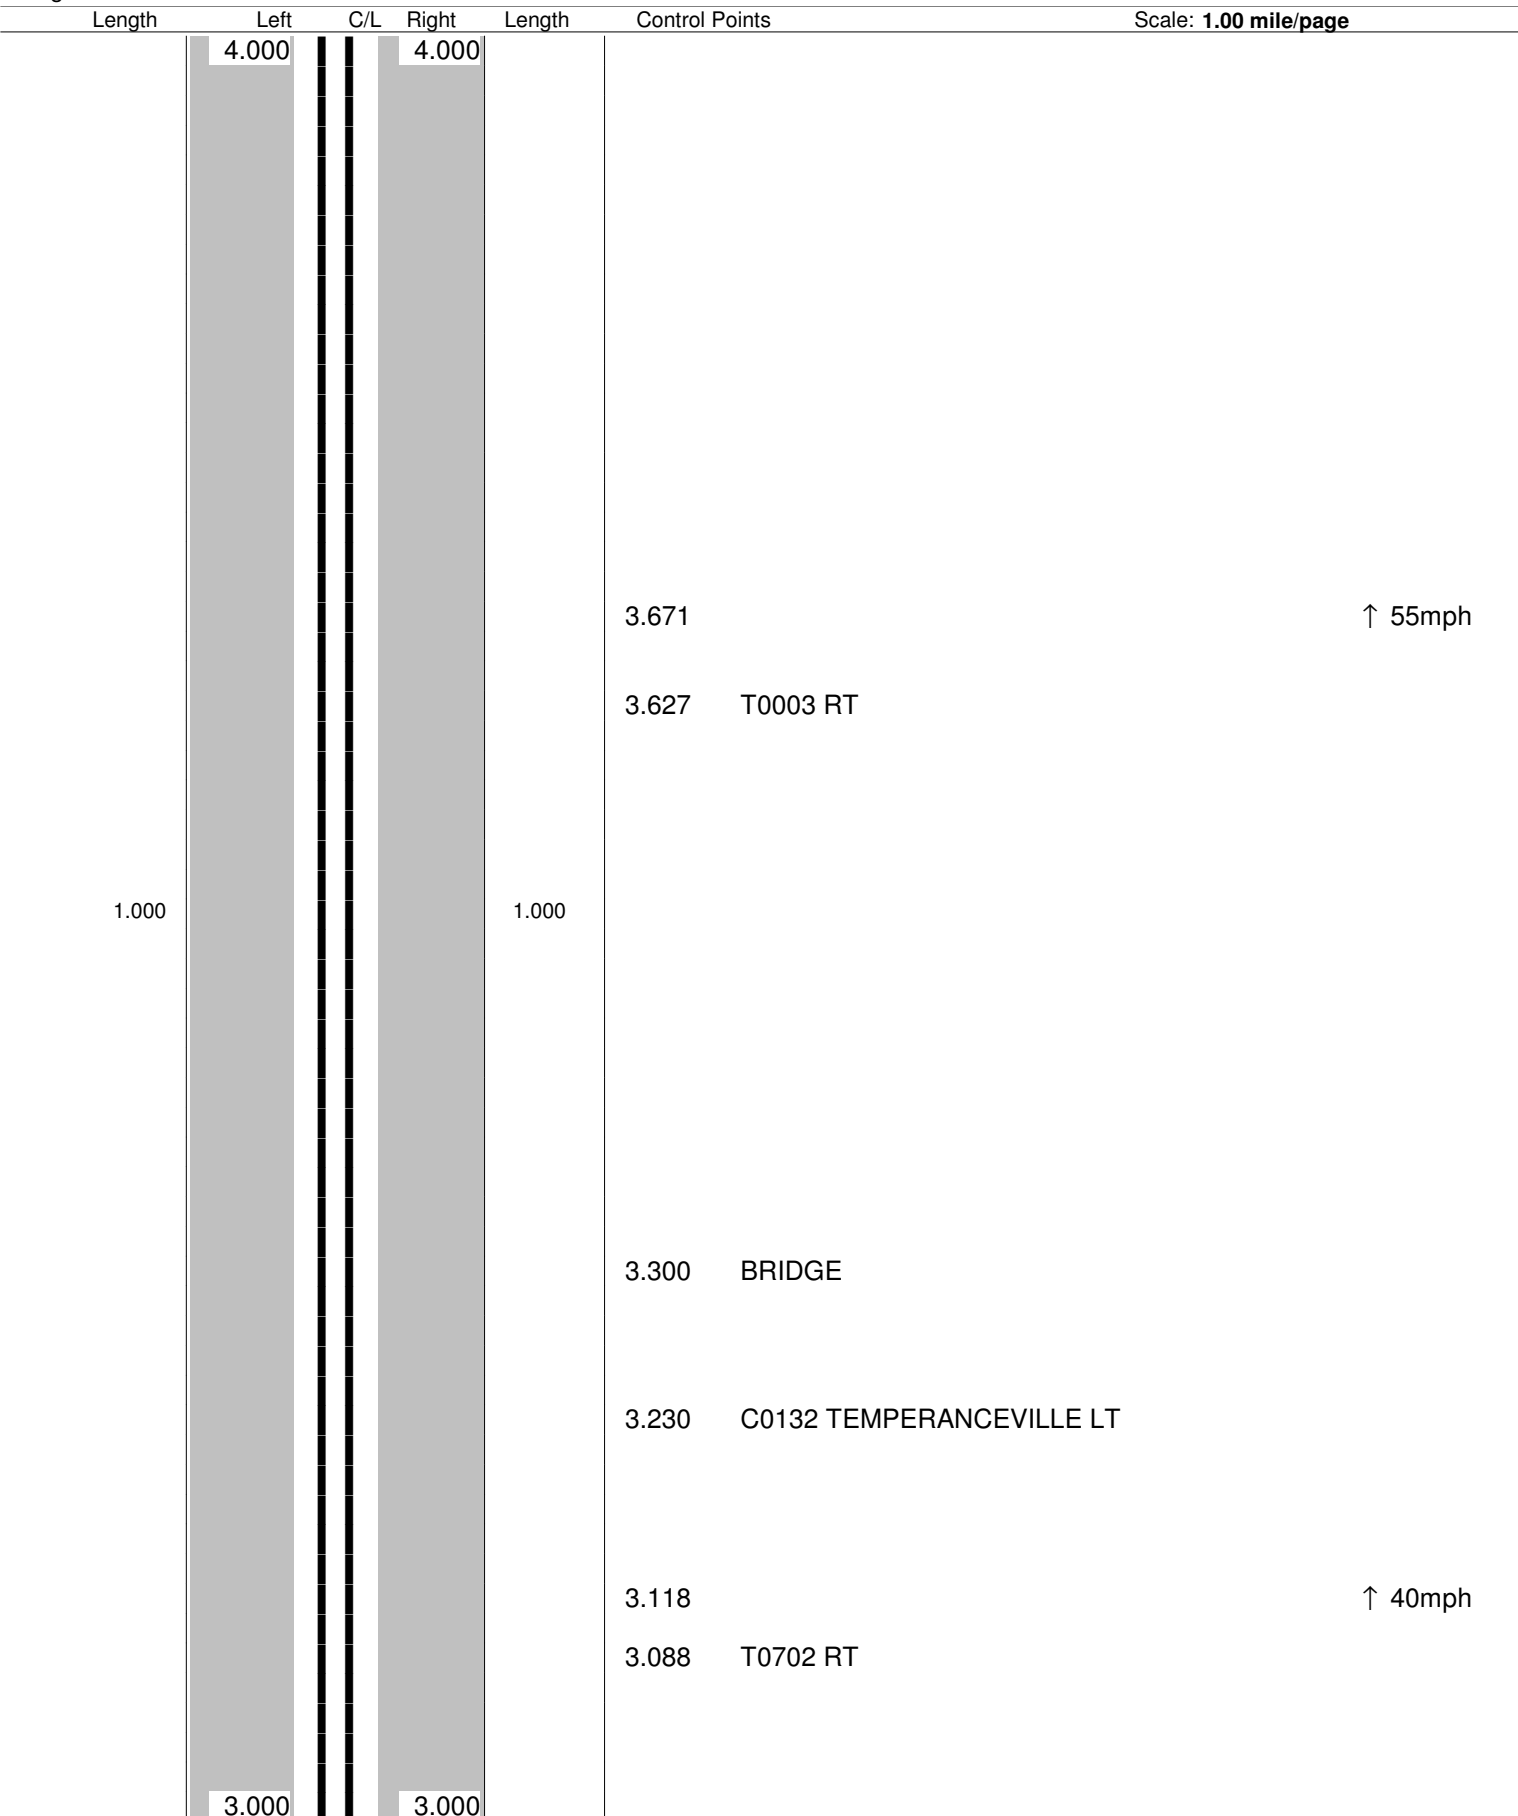 Length Left C/L Right Length Control Points Scale: 1.00 mile/page
4.000 4.000
3.671 ↑ 55mph
3.627 T0003 RT
1.000 1.000
3.300 BRIDGE
3.230 C0132 TEMPERANCEVILLE LT
3.118 ↑ 40mph
3.088 T0702 RT
3.000 3.000